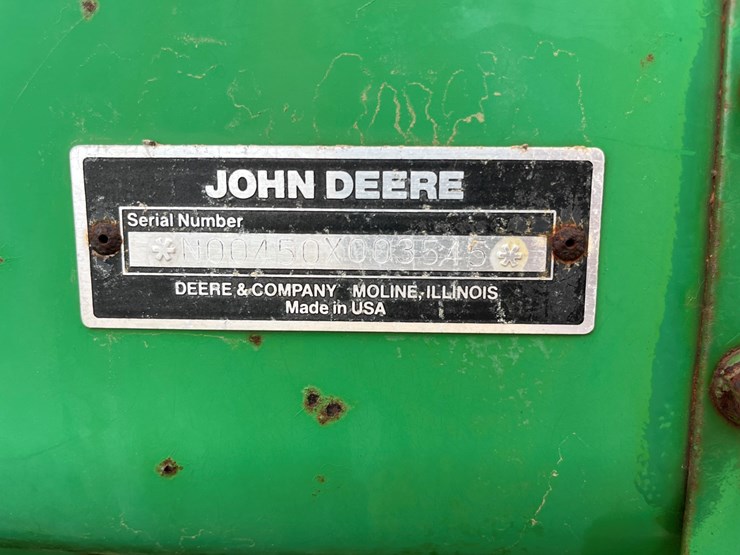 JOHN DEERE
Serial Number
*N00450X003545*
DEERE & COMPANY MOLINE, ILLINOIS
Made in USA